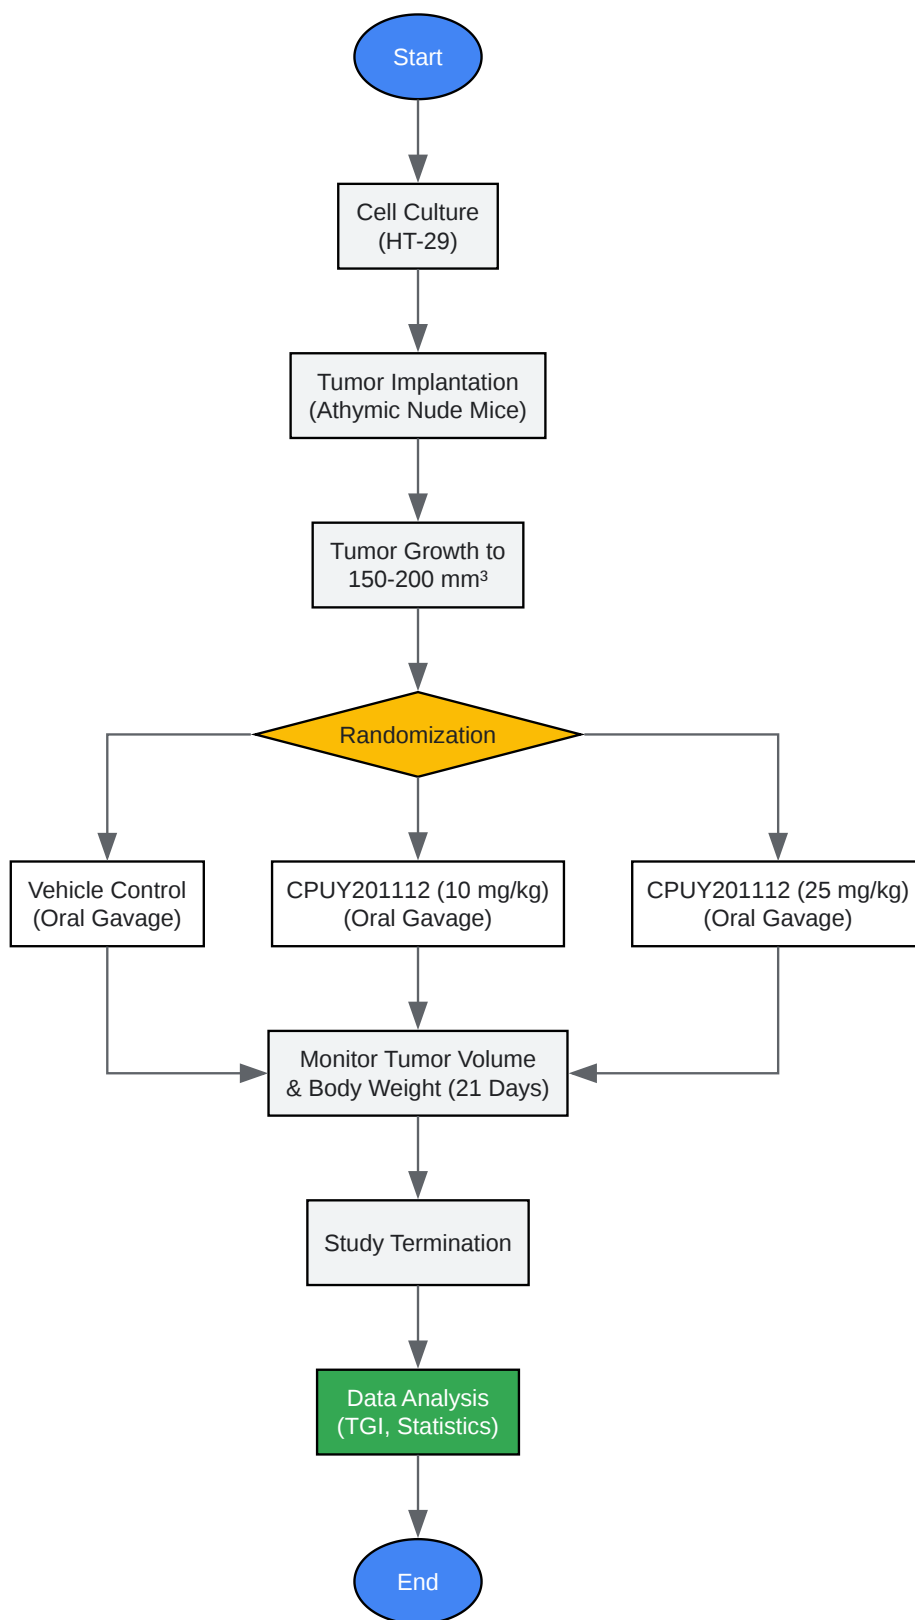 Start
Cell Culture
(HT-29)
Tumor Implantation
(Athymic Nude Mice)
Tumor Growth to
150-200 mm³
Randomization
Vehicle Control
(Oral Gavage)
CPUY201112 (10 mg/kg)
(Oral Gavage)
CPUY201112 (25 mg/kg)
(Oral Gavage)
Monitor Tumor Volume
& Body Weight (21 Days)
Study Termination
Data Analysis
(TGI, Statistics)
End